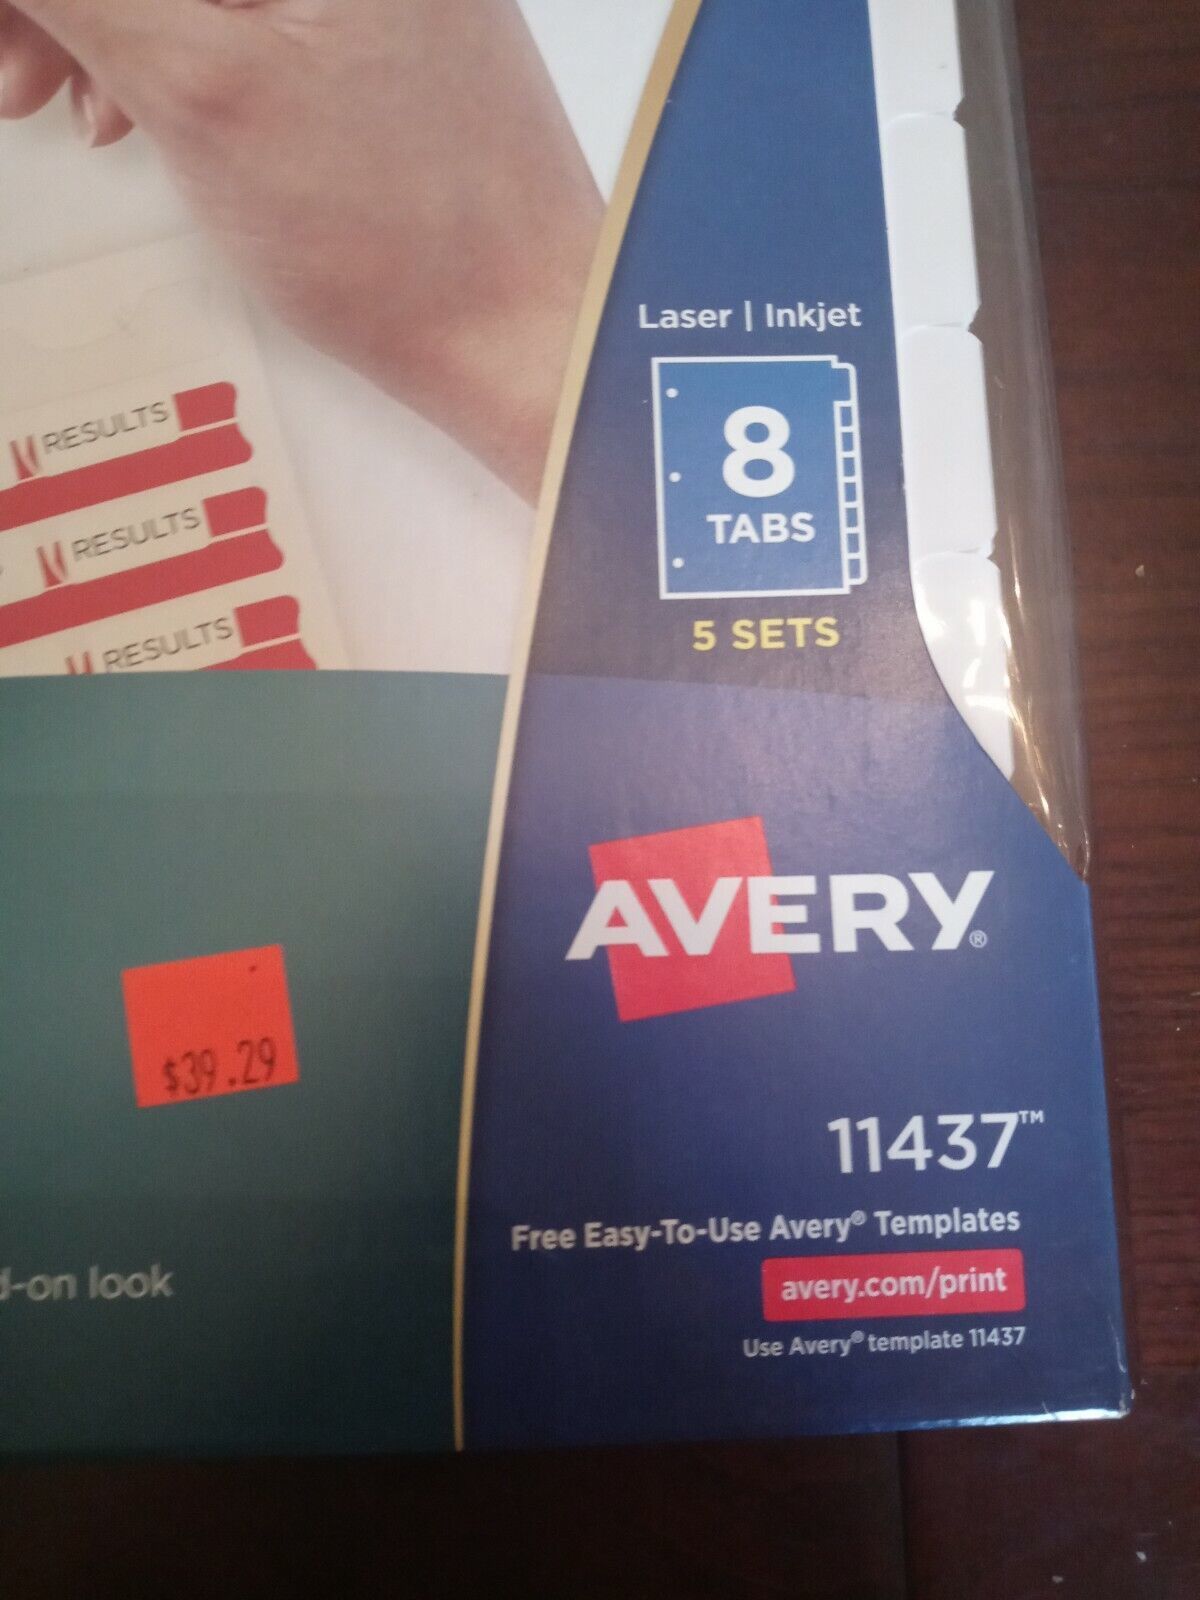 Laser | Inkjet
8
TABS
5 SETS
RESULTS
RESULTS
RESULTS
AVERY®
$39.29
11437™
Free Easy-To-Use Avery® Templates
avery.com/print
Use Avery® template 11437
-on look